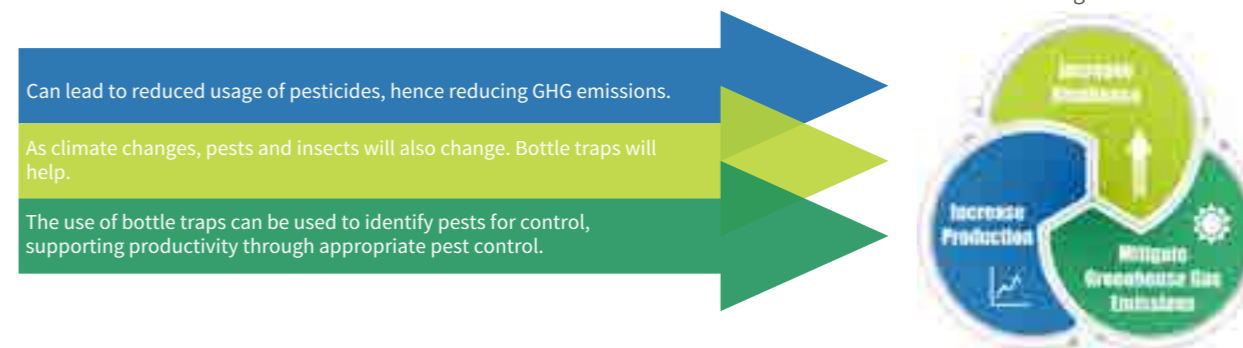 Can lead to reduced usage of pesticides, hence reducing GHG emissions.
As climate changes, pests and insects will also change. Bottle traps will
help.
The use of bottle traps can be used to identify pests for control,
supporting productivity through appropriate pest control.
Increase
Increase
Production
Mitigate
Greenhouse Gas
Emissions